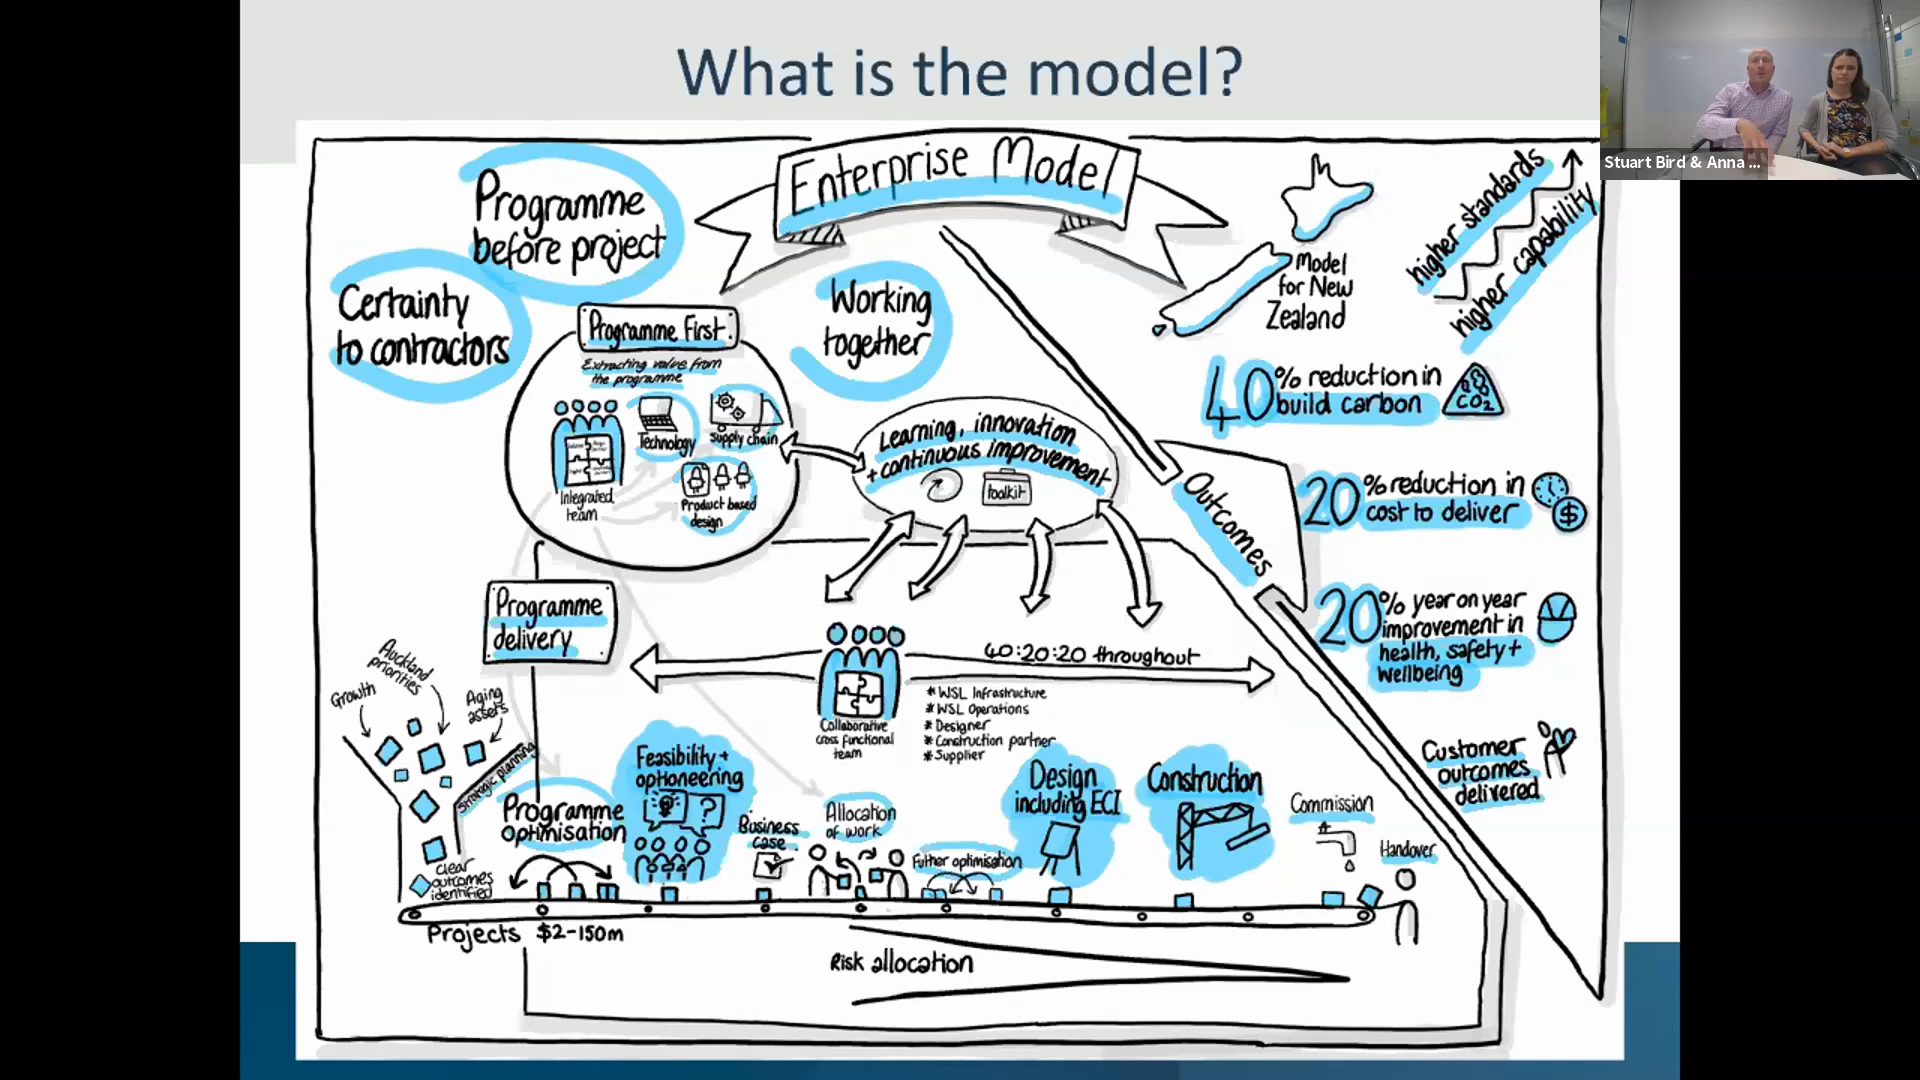 What is the model?
Stuart Bird & Anna ...
Enterprise Model
Programme
before project
Certainty
to contractors
Working
together
Programme First
Extracting value from
the programme
Technology
Supply chain
Integrated
team
Product based
design
Learning, innovation
+ continuous improvement
toolkit
Model
for New
Zealand
higher standards
higher capability
40% reduction in
build carbon
CO2
20% reduction in
cost to deliver
$
20% year on year
improvement in
health, safety +
wellbeing
Customer
outcomes
delivered
Outcomes
Programme
delivery
40:20:20 throughout
Collaborative
cross functional
team
* WSL Infrastructure
* WSL Operations
* Designer
* Construction partner
* Supplier
Growth
Auckland
priorities
Aging
assets
Strategic planning
clear
outcomes
identified
Programme
optimisation
Feasibility +
optioneering
?
Business
case
Allocation
of work
Futher optimisation
Design
including ECI
Construction
Commission
Handover
Projects $2-150m
Risk allocation